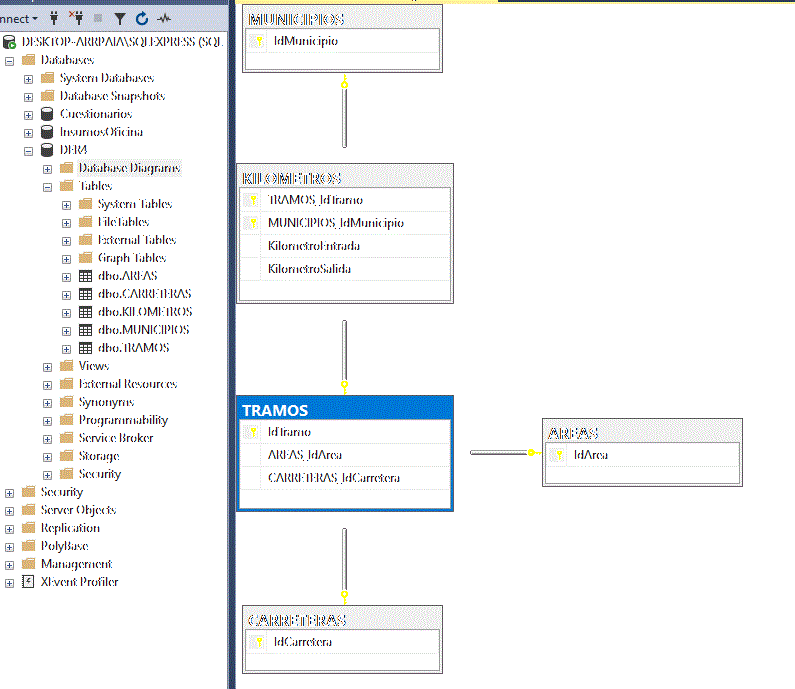 nnect
DESKTOP-ARRPAIA\SQLEXPRESS (SQL
Databases
System Databases
Database Snapshots
Cuestionarios
InsumosOficina
DER4
Database Diagrams
Tables
System Tables
FileTables
External Tables
Graph Tables
dbo.AREAS
dbo.CARRETERAS
dbo.KILOMETROS
dbo.MUNICIPIOS
dbo.TRAMOS
Views
External Resources
Synonyms
Programmability
Service Broker
Storage
Security
Security
Server Objects
Replication
PolyBase
Management
XEvent Profiler
MUNICIPIOS
IdMunicipio
KILOMETROS
TRAMOS_IdTramo
MUNICIPIOS_IdMunicipio
KilometroEntrada
KilometroSalida
TRAMOS
IdTramo
AREAS_IdArea
CARRETERAS_IdCarretera
AREAS
IdArea
CARRETERAS
IdCarretera